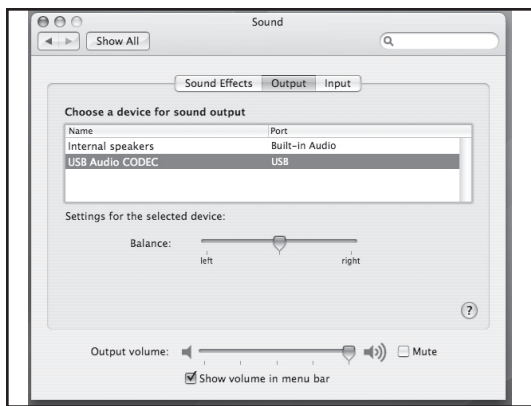 Sound
Show All
Sound Effects Output Input
Choose a device for sound output
Name Port
Internal speakers Built-in Audio
USB Audio CODEC USB
Settings for the selected device:
Balance:
left right
?
Output volume: Mute
Show volume in menu bar